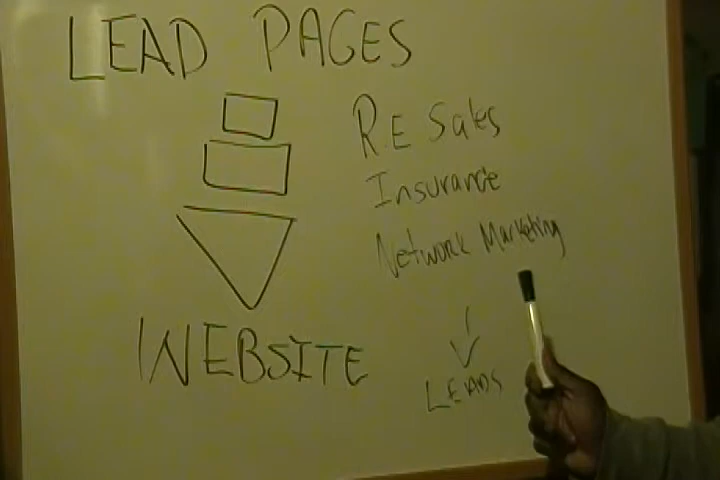 LEAD PAGES
R.E Sales
Insurance
Network Marketing
WEBSITE
LEADS